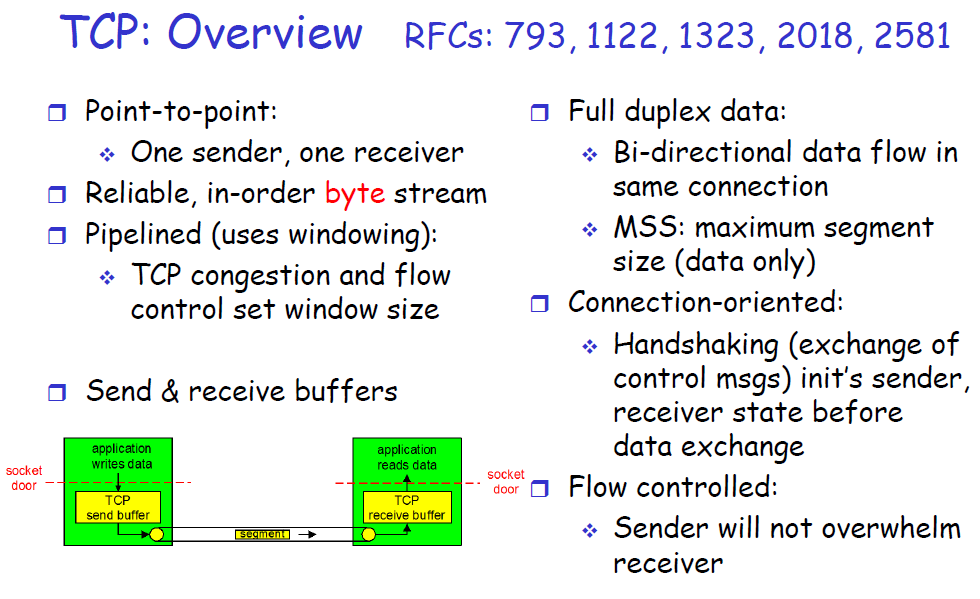 TCP: Overview RFCs: 793, 1122, 1323, 2018, 2581
Point-to-point:
One sender, one receiver
Reliable, in-order byte stream
Pipelined (uses windowing):
TCP congestion and flow
control set window size
Send & receive buffers
application
writes data
socket
door
TCP
send buffer
segment
application
reads data
socket
door
TCP
receive buffer
Full duplex data:
Bi-directional data flow in
same connection
MSS: maximum segment
size (data only)
Connection-oriented:
Handshaking (exchange of
control msgs) init's sender,
receiver state before
data exchange
Flow controlled:
Sender will not overwhelm
receiver